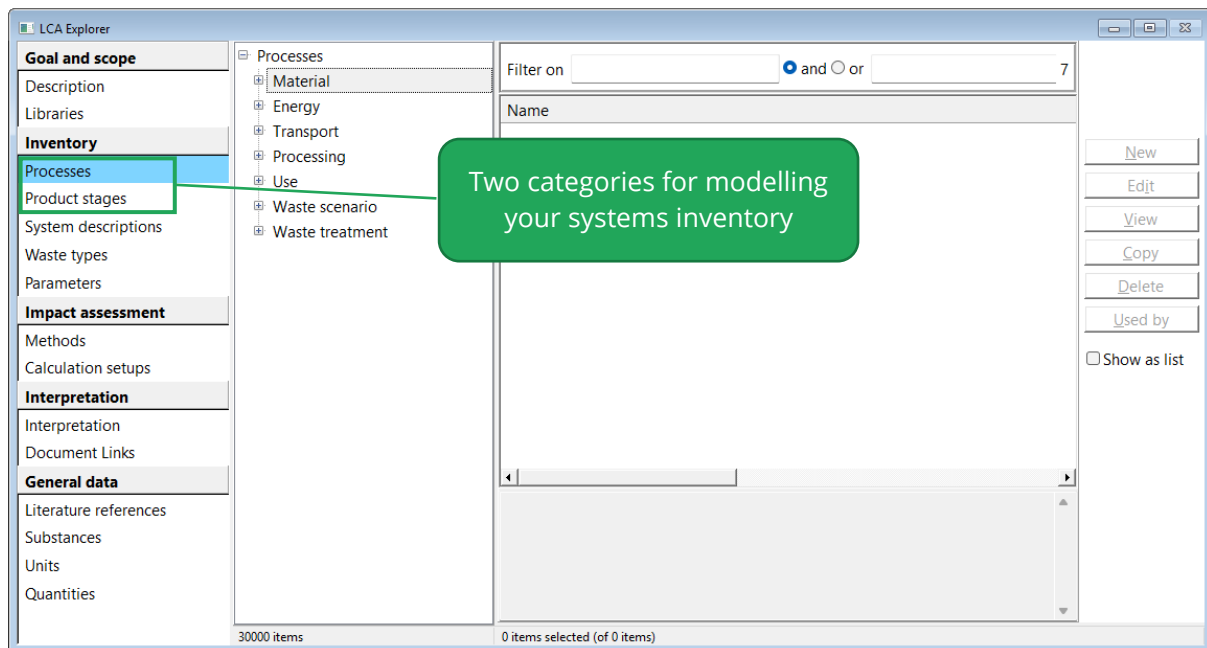 LCA Explorer
Goal and scope
Description
Libraries
Inventory
Processes
Product stages
System descriptions
Waste types
Parameters
Impact assessment
Methods
Calculation setups
Interpretation
Interpretation
Document Links
General data
Literature references
Substances
Units
Quantities
Processes
Material
Energy
Transport
Processing
Use
Waste scenario
Waste treatment
30000 items
Filter on and or 7
Name
Two categories for modelling
your systems inventory
0 items selected (of 0 items)
New
Edit
View
Copy
Delete
Used by
Show as list